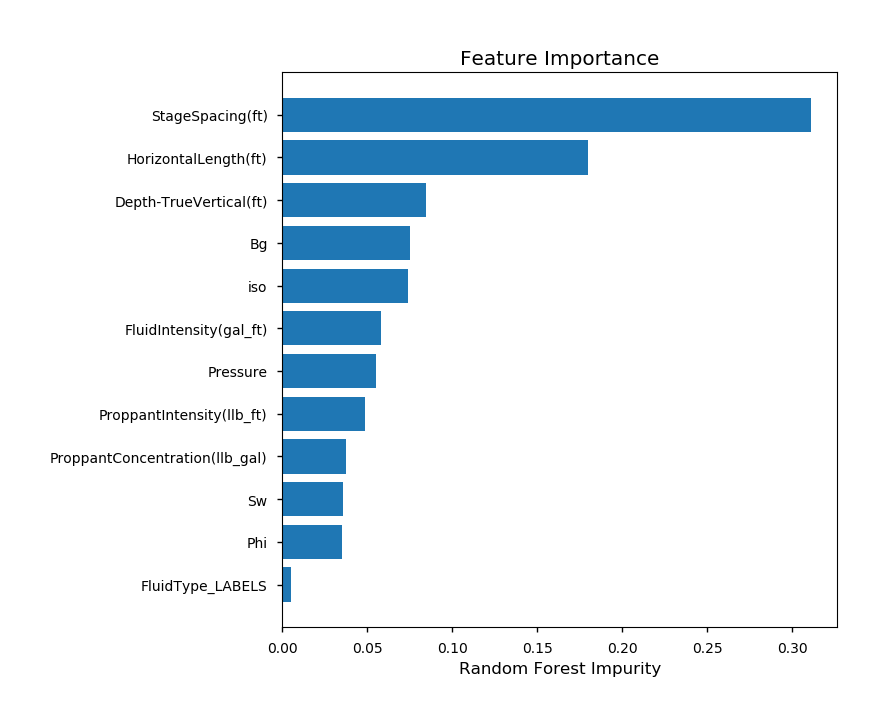 Feature Importance
StageSpacing(ft)
HorizontalLength(ft)
Depth-TrueVertical(ft)
Bg
iso
FluidIntensity(gal_ft)
Pressure
ProppantIntensity(llb_ft)
ProppantConcentration(llb_gal)
Sw
Phi
FluidType_LABELS
0.00 0.05 0.10 0.15 0.20 0.25 0.30
Random Forest Impurity